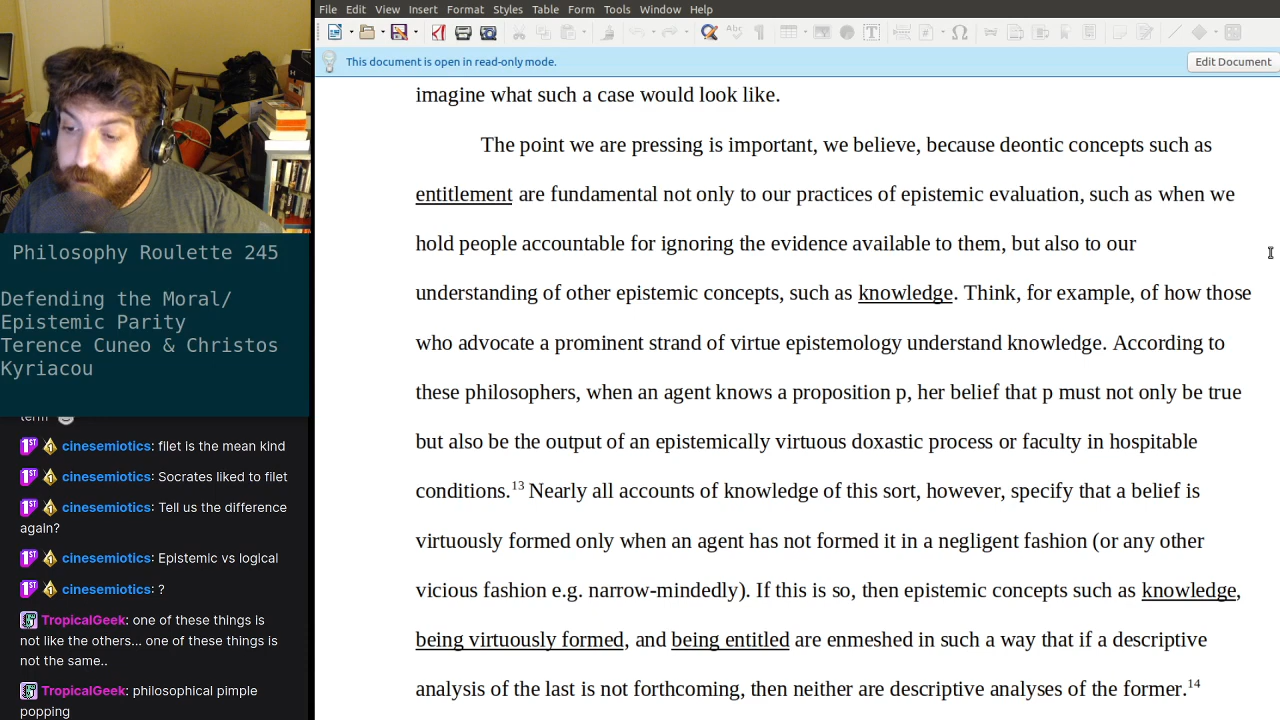 File Edit View Insert Format Styles Table Form Tools Window Help
This document is open in read-only mode.
Edit Document
imagine what such a case would look like.
The point we are pressing is important, we believe, because deontic concepts such as
entitlement are fundamental not only to our practices of epistemic evaluation, such as when we
hold people accountable for ignoring the evidence available to them, but also to our
understanding of other epistemic concepts, such as knowledge. Think, for example, of how those
who advocate a prominent strand of virtue epistemology understand knowledge. According to
these philosophers, when an agent knows a proposition p, her belief that p must not only be true
but also be the output of an epistemically virtuous doxastic process or faculty in hospitable
conditions.13 Nearly all accounts of knowledge of this sort, however, specify that a belief is
virtuously formed only when an agent has not formed it in a negligent fashion (or any other
vicious fashion e.g. narrow-mindedly). If this is so, then epistemic concepts such as knowledge,
being virtuously formed, and being entitled are enmeshed in such a way that if a descriptive
analysis of the last is not forthcoming, then neither are descriptive analyses of the former.14
Philosophy Roulette 245
Defending the Moral/
Epistemic Parity
Terence Cuneo & Christos
Kyriacou
term
cinesemiotics: filet is the mean kind
cinesemiotics: Socrates liked to filet
cinesemiotics: Tell us the difference
again?
cinesemiotics: Epistemic vs logical
cinesemiotics: ?
TropicalGeek: one of these things is
not like the others... one of these things is
not the same..
TropicalGeek: philosophical pimple
popping